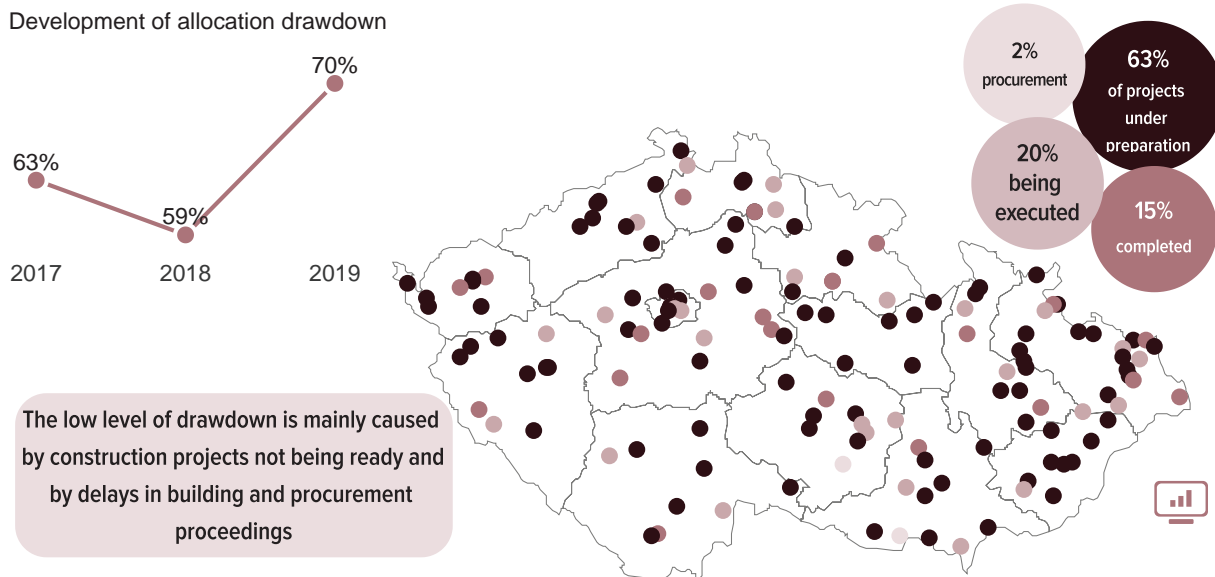 Development of allocation drawdown
63%
59%
70%
2017
2018
2019
The low level of drawdown is mainly caused
by construction projects not being ready and
by delays in building and procurement
proceedings
2%
procurement
63%
of projects
under
preparation
20%
being
executed
15%
completed